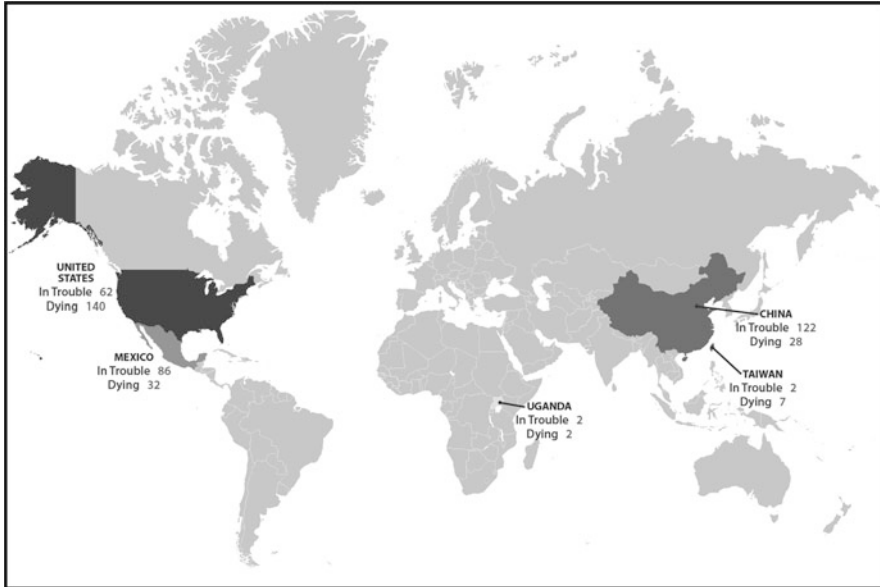 UNITED
STATES
In Trouble 62
Dying 140
MEXICO
In Trouble 86
Dying 32
UGANDA
In Trouble 2
Dying 2
CHINA
In Trouble 122
Dying 28
TAIWAN
In Trouble 2
Dying 7